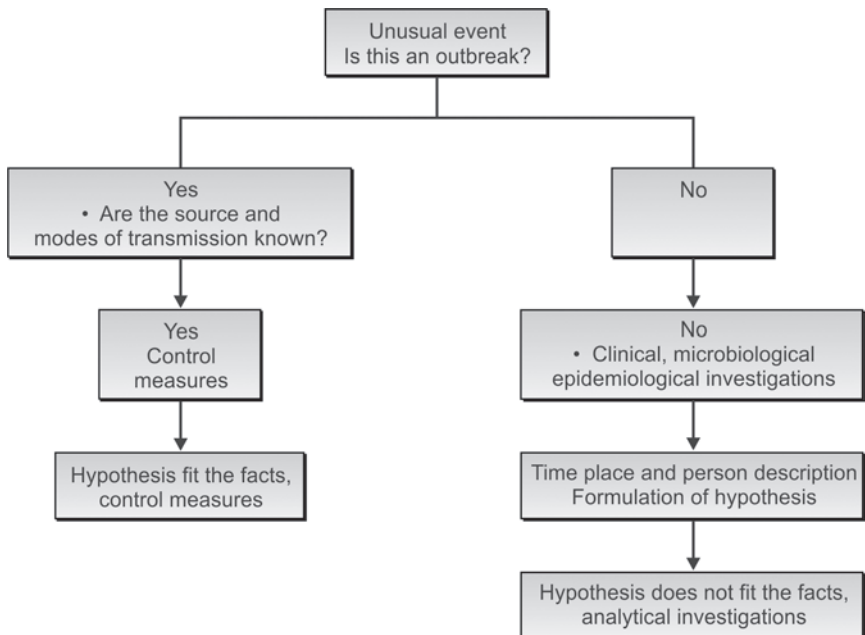 Unusual event
Is this an outbreak?
Yes
• Are the source and
modes of transmission known?
No
Yes
Control
measures
No
• Clinical, microbiological
epidemiological investigations
Hypothesis fit the facts,
control measures
Time place and person description
Formulation of hypothesis
Hypothesis does not fit the facts,
analytical investigations